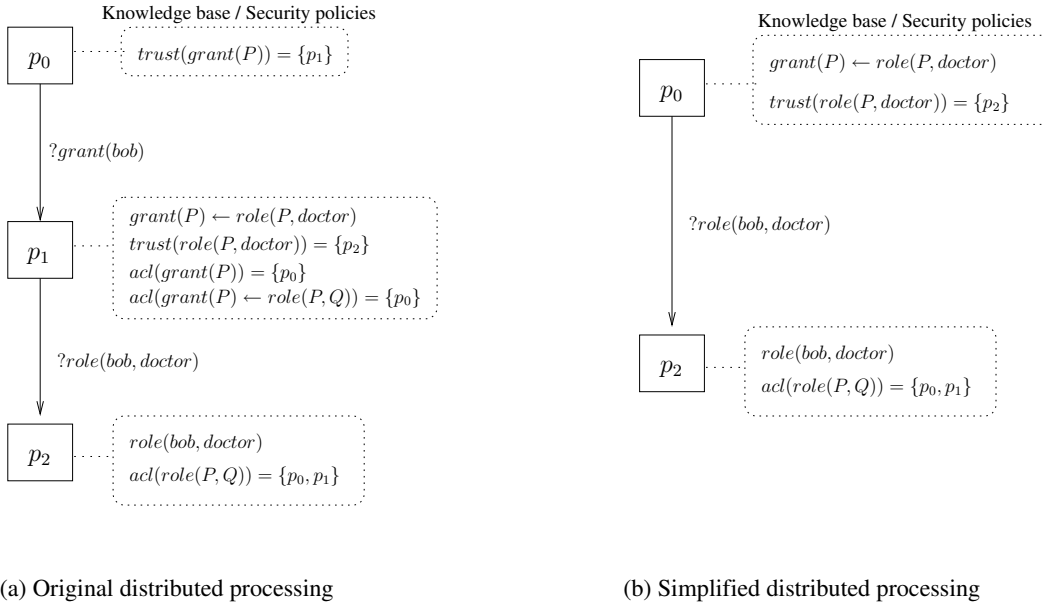 Knowledge base / Security policies
p₀
trust(grant(P)) = {p₁}
?grant(bob)
p₁
grant(P) ← role(P, doctor)
trust(role(P, doctor)) = {p₂}
acl(grant(P)) = {p₀}
acl(grant(P) ← role(P, Q)) = {p₀}
?role(bob, doctor)
p₂
role(bob, doctor)
acl(role(P, Q)) = {p₀, p₁}
(a) Original distributed processing
Knowledge base / Security policies
p₀
grant(P) ← role(P, doctor)
trust(role(P, doctor)) = {p₂}
?role(bob, doctor)
p₂
role(bob, doctor)
acl(role(P, Q)) = {p₀, p₁}
(b) Simplified distributed processing